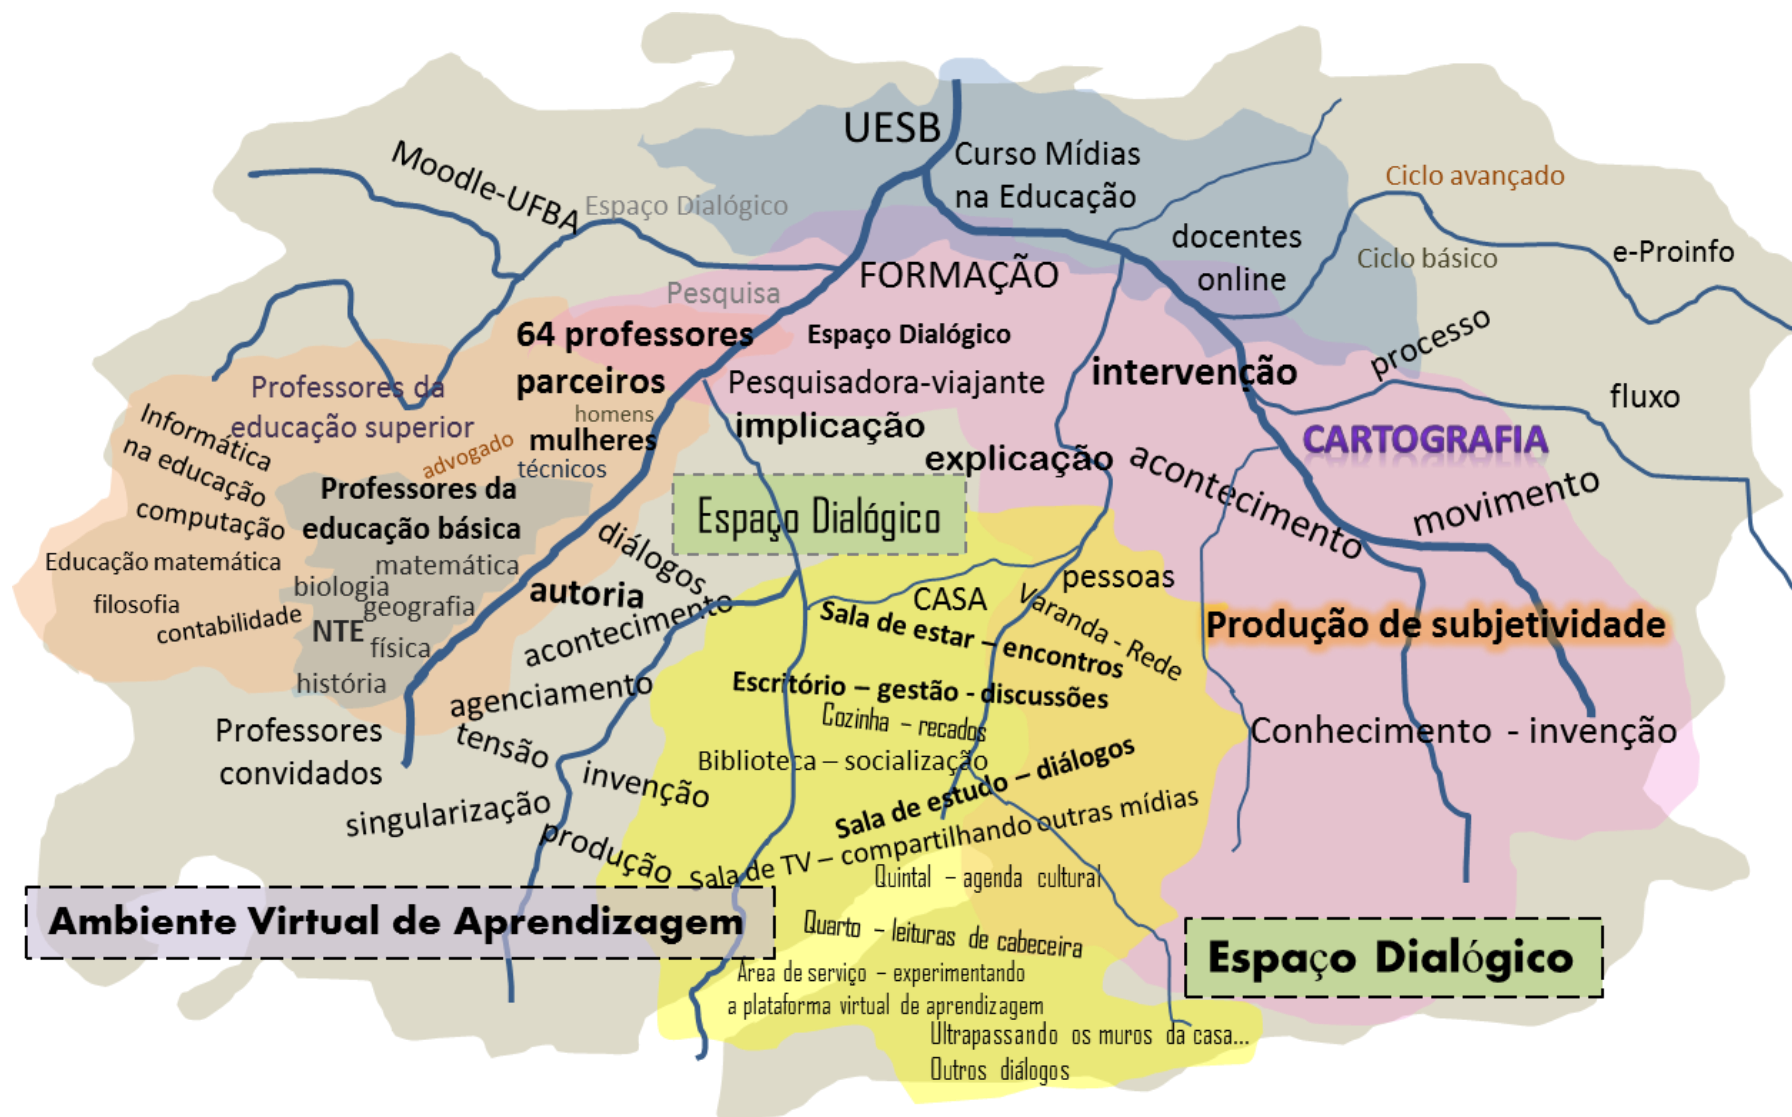 UESB
Curso Mídias
na Educação
Moodle-UFBA
Espaço Dialógico
docentes
online
Ciclo avançado
Ciclo básico
e-Proinfo
FORMAÇÃO
Pesquisa
64 professores
parceiros
Espaço Dialógico
Pesquisadora-viajante
implicação
explicação
intervenção
processo
fluxo
CARTOGRAFIA
homens
mulheres
técnicos
advogado
Professores da
educação superior
Informática
na educação
computação
Educação matemática
filosofia
contabilidade
Professores da
educação básica
matemática
biologia
geografia
NTE
física
história
Professores
convidados
Espaço Dialógico
diálogos
autoria
acontecimento
agenciamento
tensão
invenção
singularização
produção
acontecimento
movimento
pessoas
Produção de subjetividade
Conhecimento - invenção
CASA
Varanda - Rede
Sala de estar – encontros
Escritório – gestão - discussões
Cozinha – recados
Biblioteca – socialização
Sala de estudo – diálogos
Sala de TV – compartilhando outras mídias
Quintal – agenda cultural
Quarto – leituras de cabeceira
Área de serviço – experimentando
a plataforma virtual de aprendizagem
Ultrapassando os muros da casa...
Outros diálogos
Ambiente Virtual de Aprendizagem
Espaço Dialógico